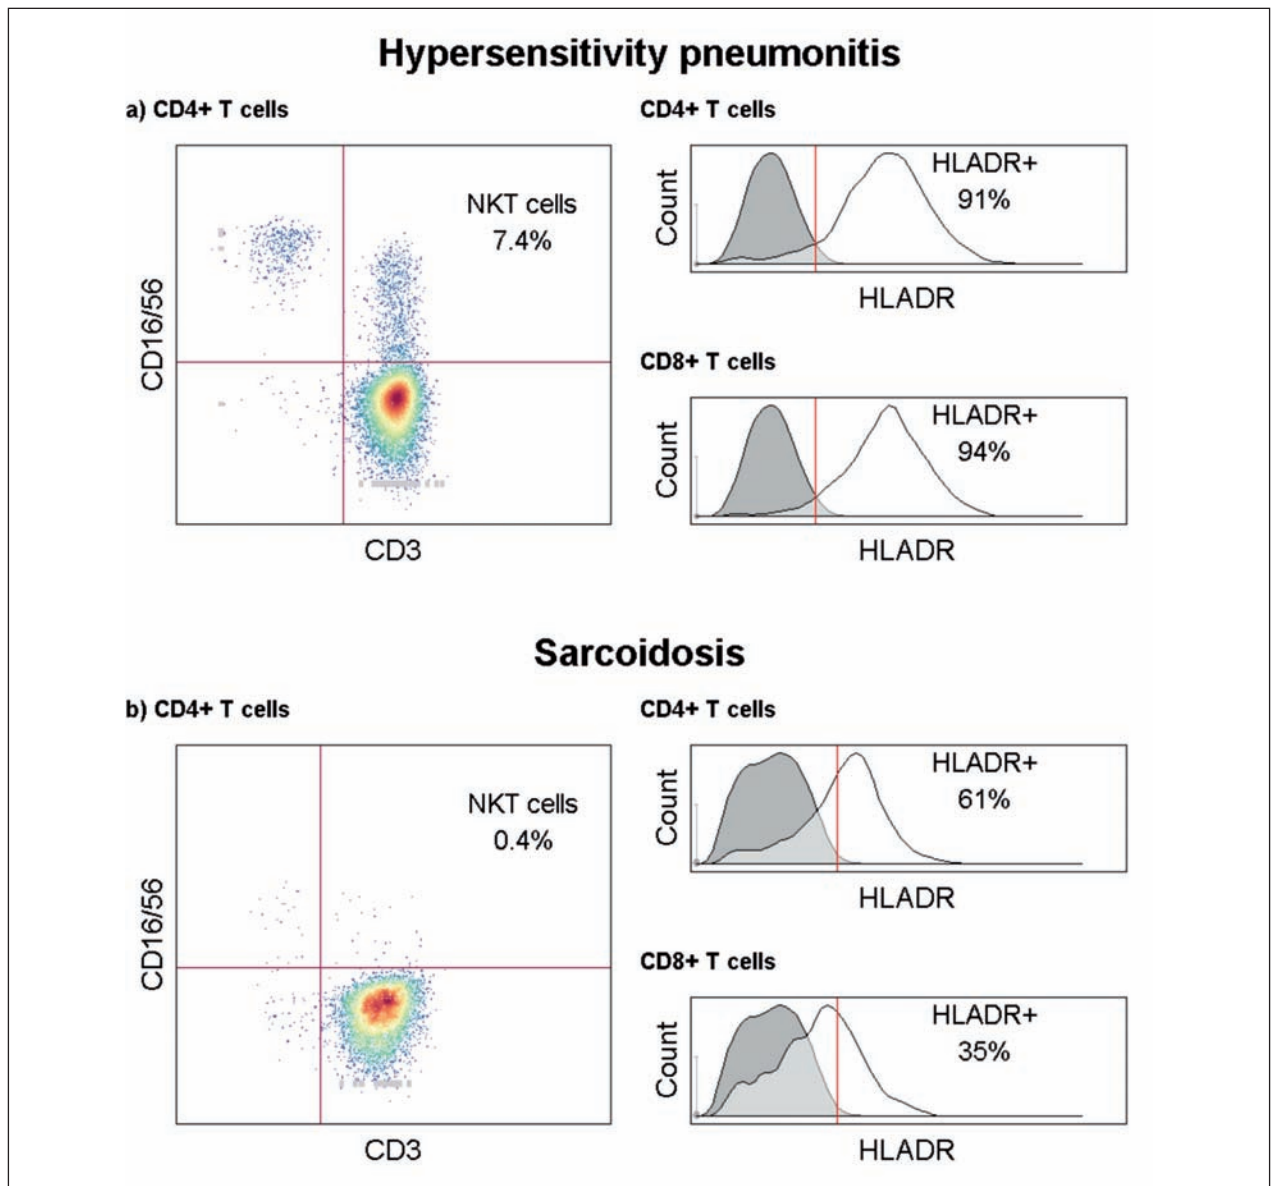 Hypersensitivity pneumonitis
a) CD4+ T cells
NKT cells
7.4%
CD16/56
CD3
CD4+ T cells
HLADR+
91%
Count
HLADR
CD8+ T cells
HLADR+
94%
Count
HLADR
Sarcoidosis
b) CD4+ T cells
NKT cells
0.4%
CD16/56
CD3
CD4+ T cells
HLADR+
61%
Count
HLADR
CD8+ T cells
HLADR+
35%
Count
HLADR